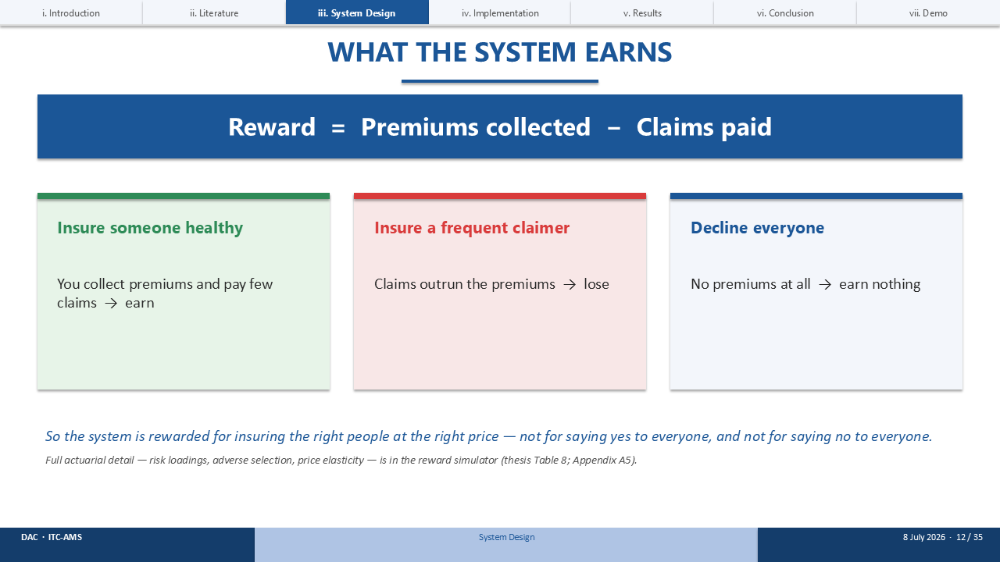 i. Introduction
ii. Literature
iii. System Design
iv. Implementation
v. Results
vi. Conclusion
vii. Demo
WHAT THE SYSTEM EARNS
Reward = Premiums collected − Claims paid
Insure someone healthy
You collect premiums and pay few
claims → earn
Insure a frequent claimer
Claims outrun the premiums → lose
Decline everyone
No premiums at all → earn nothing
So the system is rewarded for insuring the right people at the right price — not for saying yes to everyone, and not for saying no to everyone.
Full actuarial detail — risk loadings, adverse selection, price elasticity — is in the reward simulator (thesis Table 8; Appendix A5).
DAC · ITC-AMS
System Design
8 July 2026 · 12 / 35